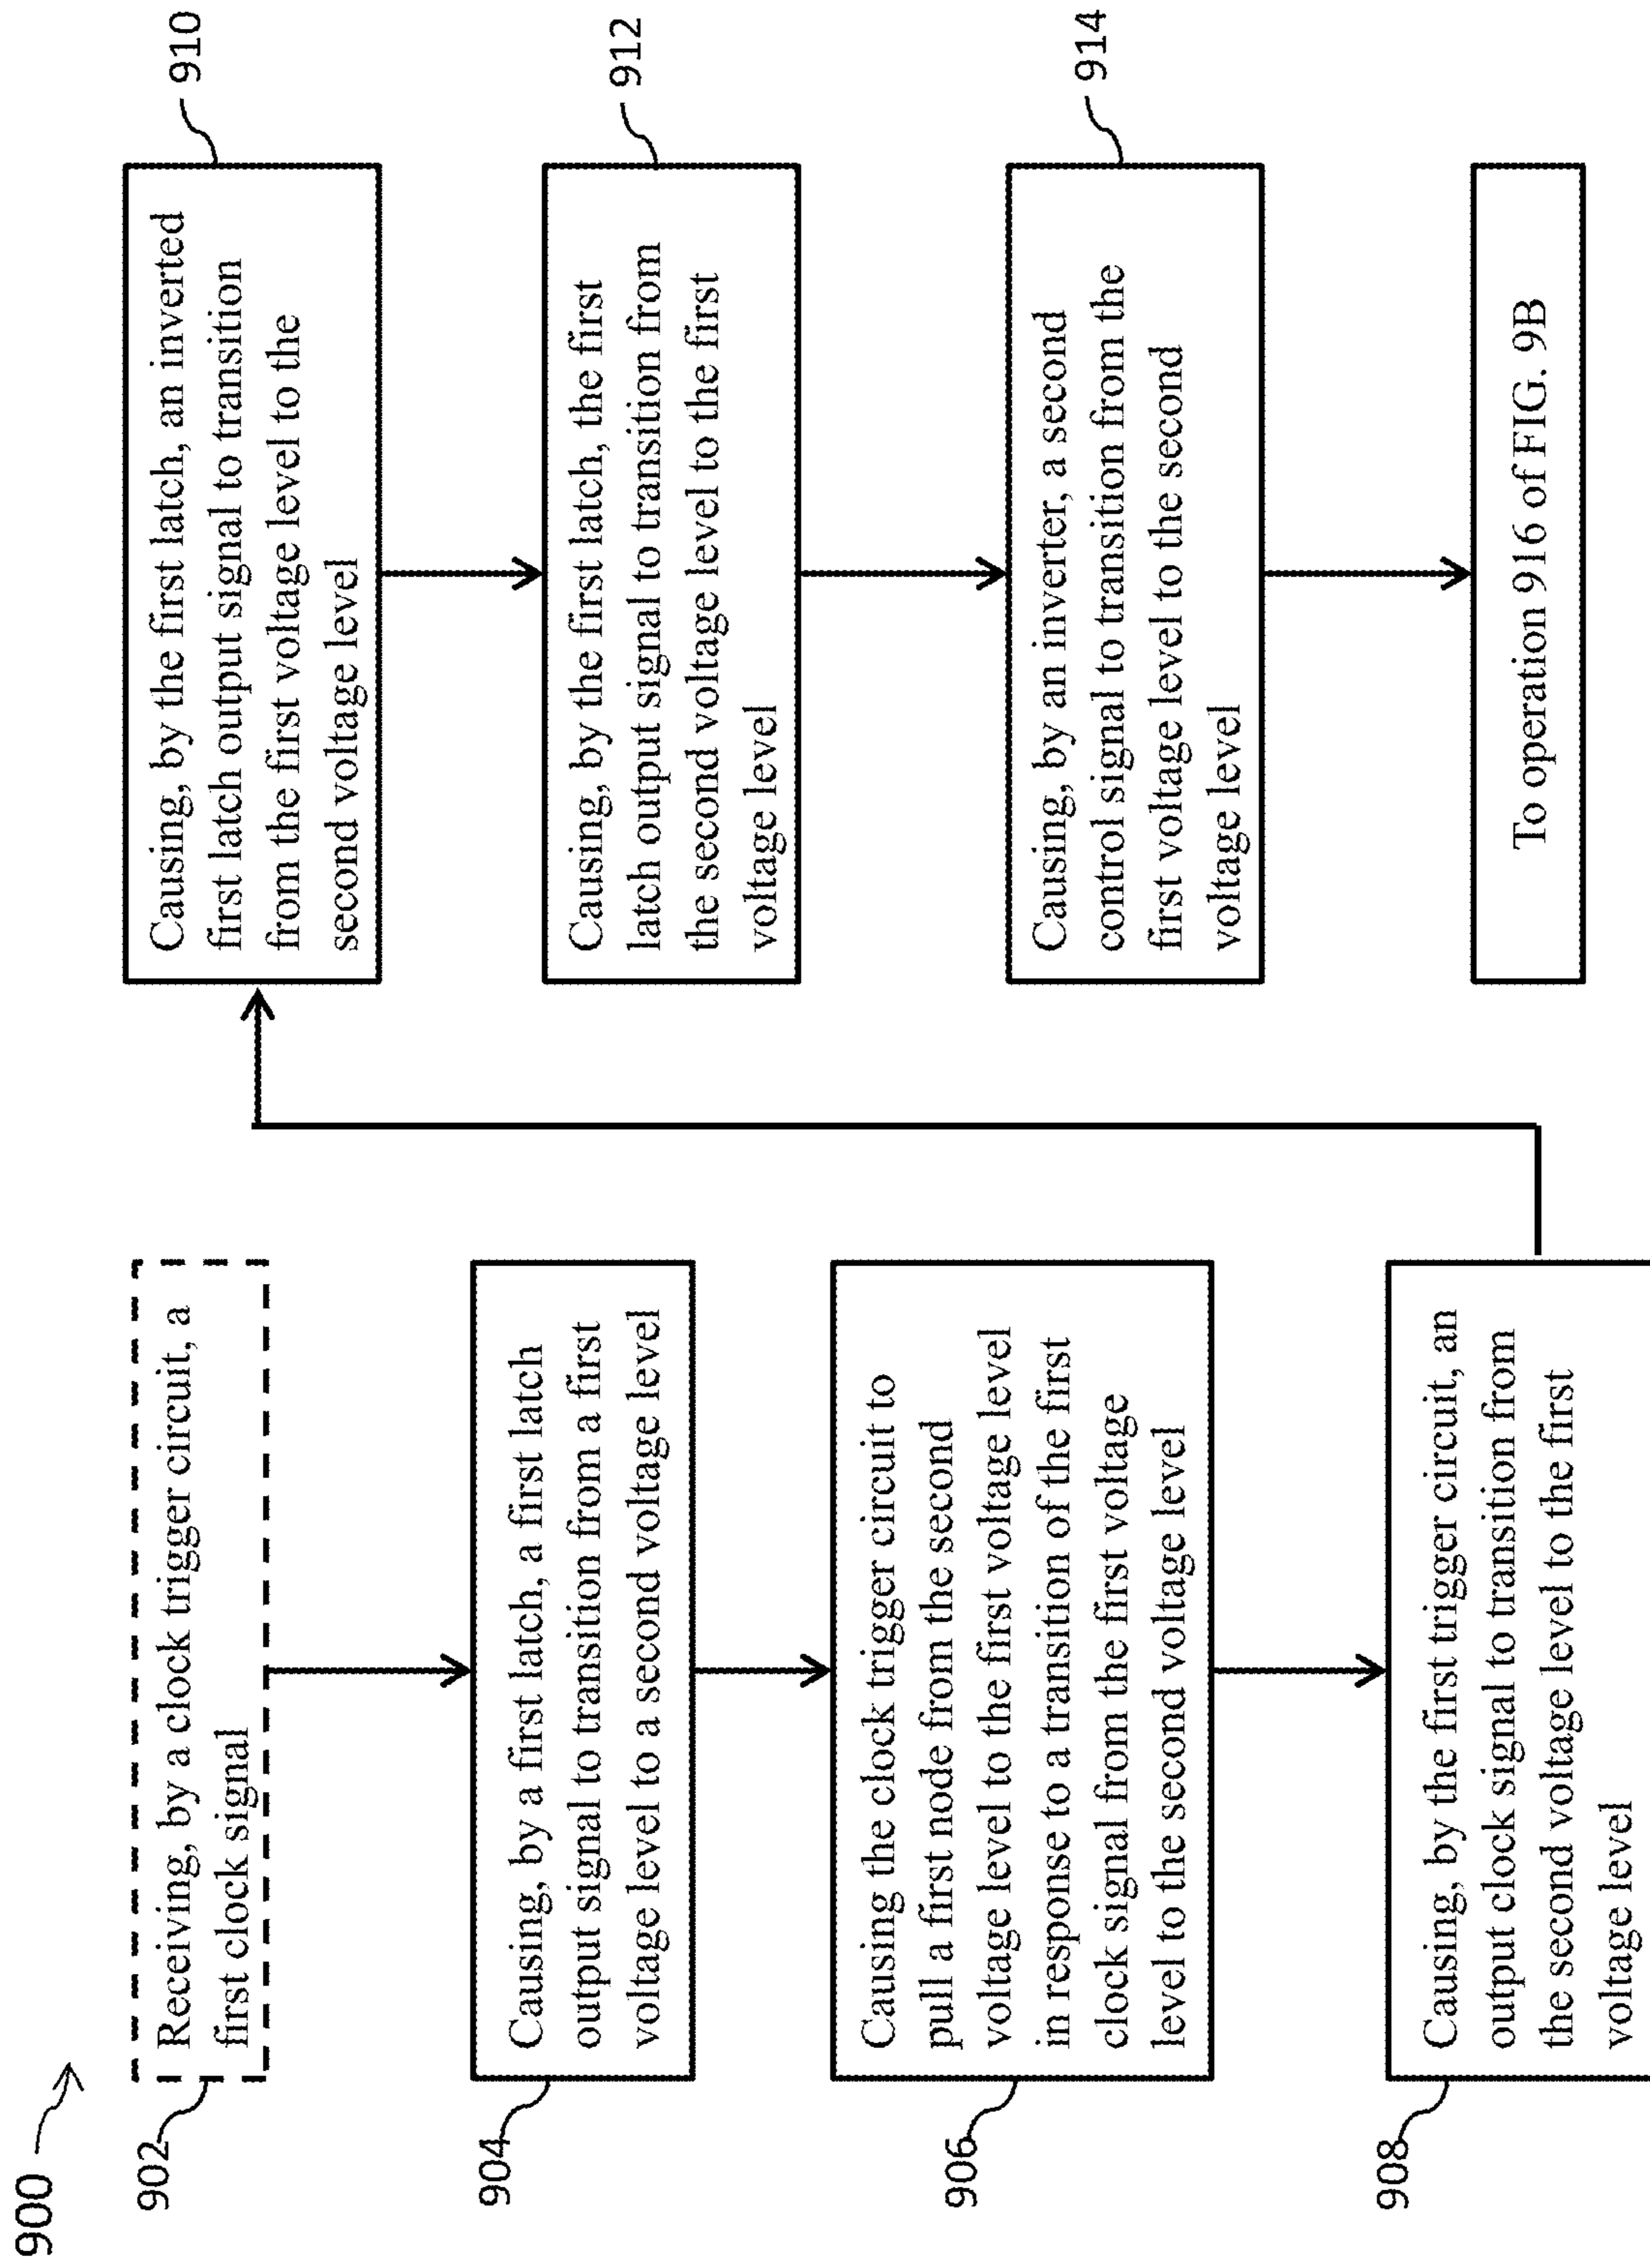 900
902
Receiving, by a clock trigger circuit, a
first clock signal
904
Causing, by a first latch, a first latch
output signal to transition from a first
voltage level to a second voltage level
906
Causing the clock trigger circuit to
pull a first node from the second
voltage level to the first voltage level
in response to a transition of the first
clock signal from the first voltage
level to the second voltage level
908
Causing, by the first trigger circuit, an
output clock signal to transition from
the second voltage level to the first
voltage level
910
Causing, by the first latch, an inverted
first latch output signal to transition
from the first voltage level to the
second voltage level
912
Causing, by the first latch, the first
latch output signal to transition from
the second voltage level to the first
voltage level
914
Causing, by an inverter, a second
control signal to transition from the
first voltage level to the second
voltage level
To operation 916 of FIG. 9B